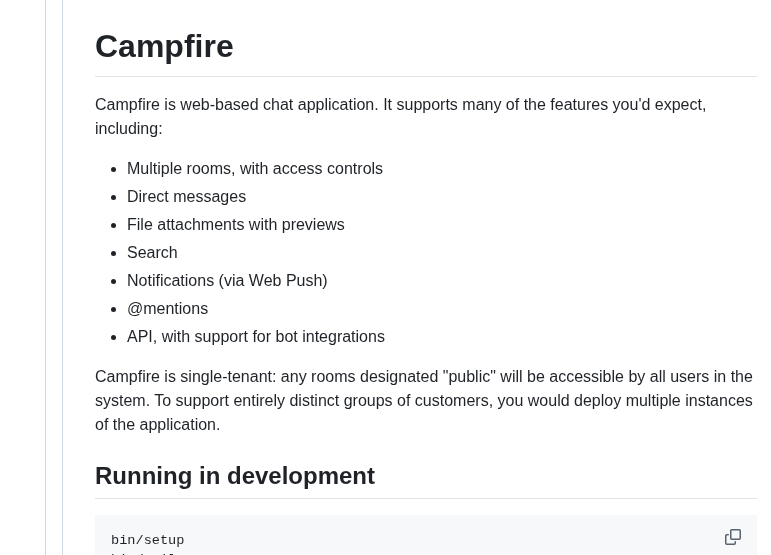 Campfire
Campfire is web-based chat application. It supports many of the features you'd expect,
including:
Multiple rooms, with access controls
Direct messages
File attachments with previews
Search
Notifications (via Web Push)
@mentions
API, with support for bot integrations
Campfire is single-tenant: any rooms designated "public" will be accessible by all users in the
system. To support entirely distinct groups of customers, you would deploy multiple instances
of the application.
Running in development
bin/setup